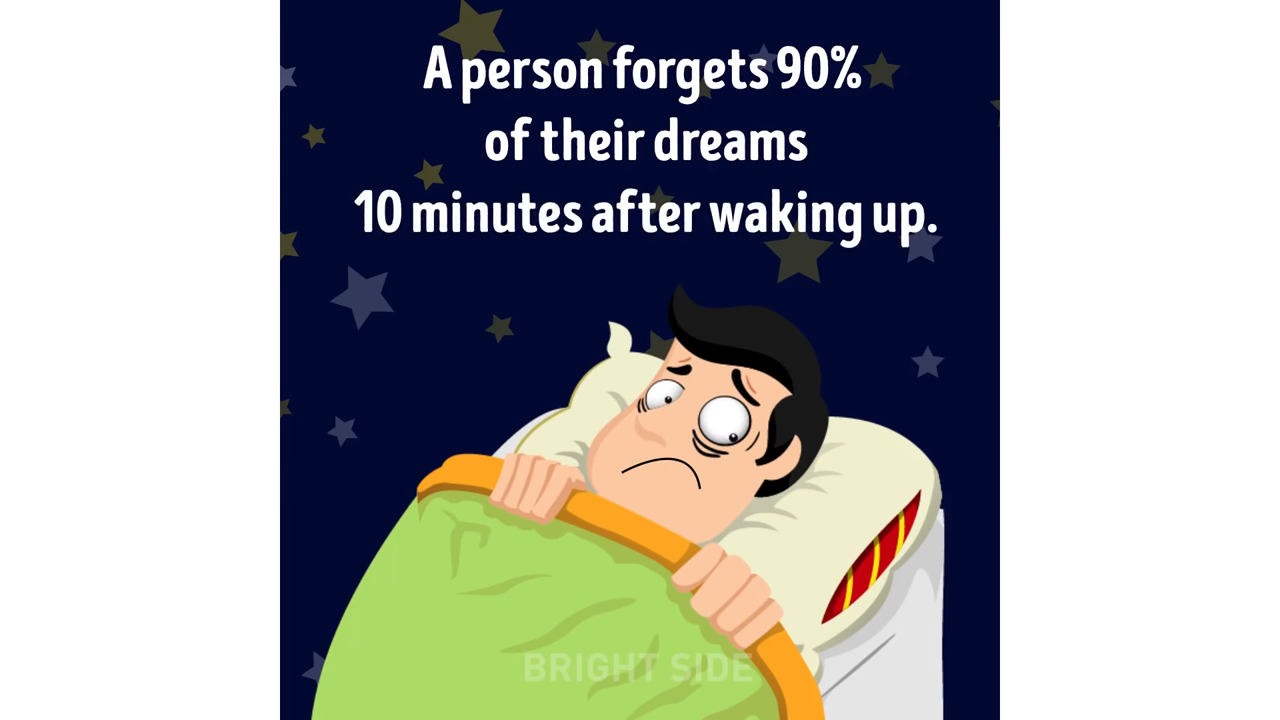 A person forgets 90%
of their dreams
10 minutes after waking up.
BRIGHT SIDE